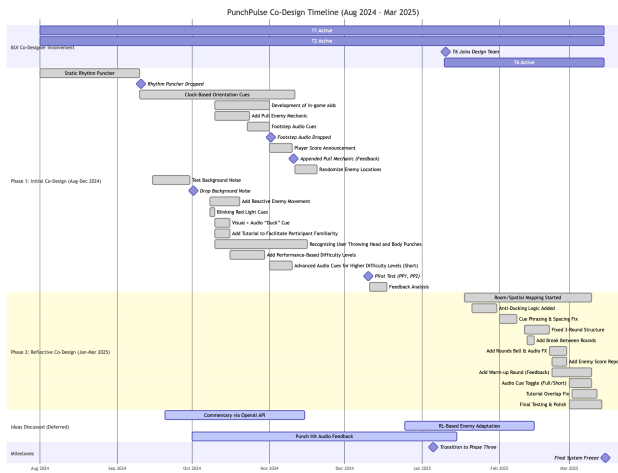 PunchPulse Co-Design Timeline (Aug 2024 - Mar 2025)
T1 Active
T2 Active
BLV Co-Designer Involvement
T6 Joins Design Team
T6 Active
Static Rhythm Puncher
Rhythm Puncher Dropped
Clock-Based Orientation Cues
Development of in-game aids
Add Pull Enemy Mechanic
Footstep Audio Cues
Footstep Audio Dropped
Player Score Announcement
Appended Pull Mechanic (Feedback)
Randomize Enemy Locations
Phase 1: Initial Co-Design (Aug-Dec 2024)
Test Background Noise
Drop Background Noise
Add Reactive Enemy Movement
Blinking Red Light Cues
Visual + Audio "Duck" Cue
Add Tutorial to Facilitate Participant Familiarity
Recognizing User Throwing Head and Body Punches
Add Performance-Based Difficulty Levels
Advanced Audio Cues for Higher Difficulty Levels (Short)
Pilot Test (PP1, PP2)
Feedback Analysis
Room/Spatial Mapping Started
Anti-Ducking Logic Added
Cue Phrasing & Spacing Fix
Fixed 3-Round Structure
Add Break Between Rounds
Phase 3: Reflective Co-Design (Jan-Mar 2025)
Add Rounds Bell & Audio FX
Add Enemy Score Repo
Add Warm-up Round (Feedback)
Audio Cue Toggle (Full/Short)
Tutorial Overlap Fix
Final Testing & Polish
Commentary via OpenAI API
Ideas Discussed (Deferred)
RL-Based Enemy Adaptation
Punch Hit Audio Feedback
Milestones
Transition to Phase Three
Final System Freeze
Aug 2024 Sep 2024 Oct 2024 Nov 2024 Dec 2024 Jan 2025 Feb 2025 Mar 2025